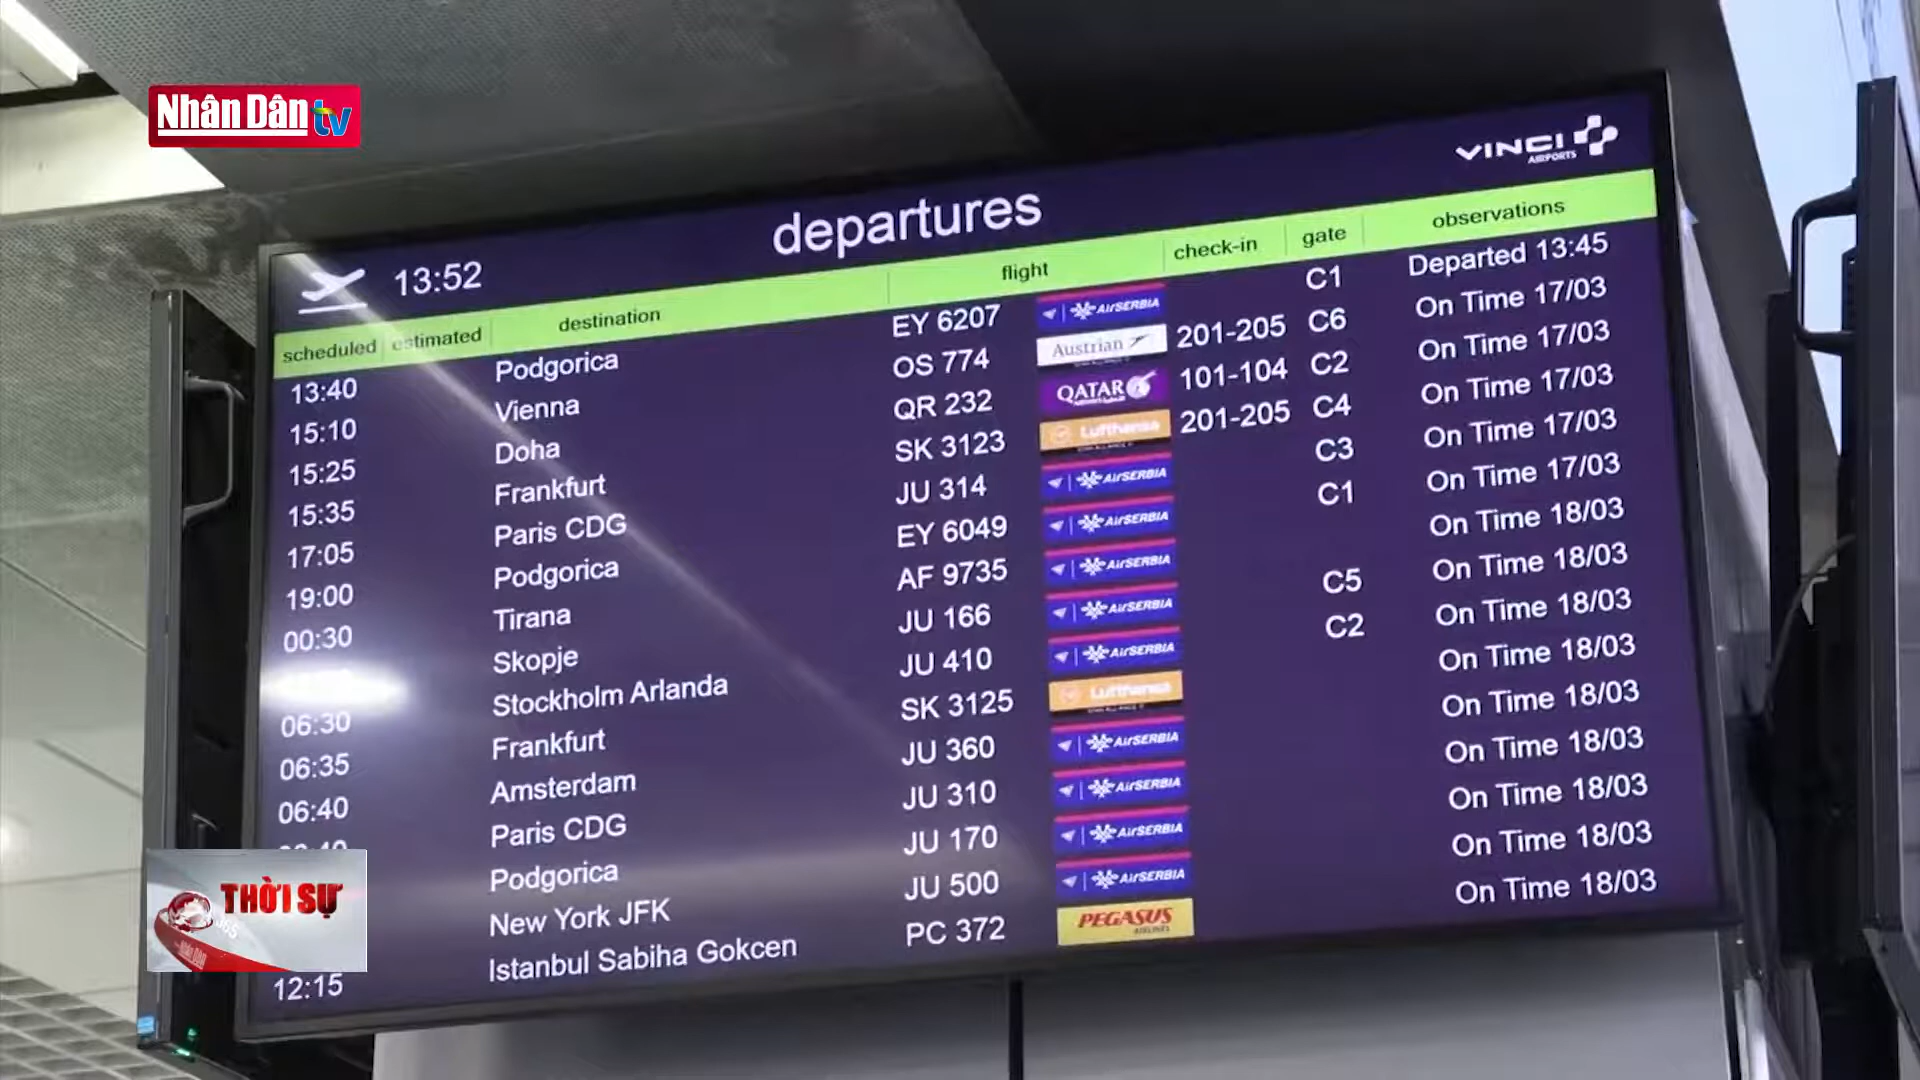 Nhân Dân tv
VINCI AIRPORTS
13:52 departures
scheduled estimated destination flight check-in gate observations
13:40 Podgorica EY 6207 AirSERBIA C1 Departed 13:45
15:10 Vienna OS 774 Austrian 201-205 C6 On Time 17/03
15:25 Doha QR 232 QATAR 101-104 C2 On Time 17/03
15:35 Frankfurt SK 3123 Lufthansa 201-205 C4 On Time 17/03
17:05 Paris CDG JU 314 AirSERBIA C3 On Time 17/03
19:00 Podgorica EY 6049 AirSERBIA C1 On Time 17/03
00:30 Tirana AF 9735 AirSERBIA On Time 18/03
Skopje JU 166 AirSERBIA C5 On Time 18/03
06:30 Stockholm Arlanda JU 410 AirSERBIA C2 On Time 18/03
06:35 Frankfurt SK 3125 Lufthansa On Time 18/03
06:40 Amsterdam JU 360 AirSERBIA On Time 18/03
Paris CDG JU 310 AirSERBIA On Time 18/03
Podgorica JU 170 AirSERBIA On Time 18/03
New York JFK JU 500 AirSERBIA On Time 18/03
12:15 Istanbul Sabiha Gokcen PC 372 PEGASUS AIRLINES On Time 18/03
THỜI SỰ
365